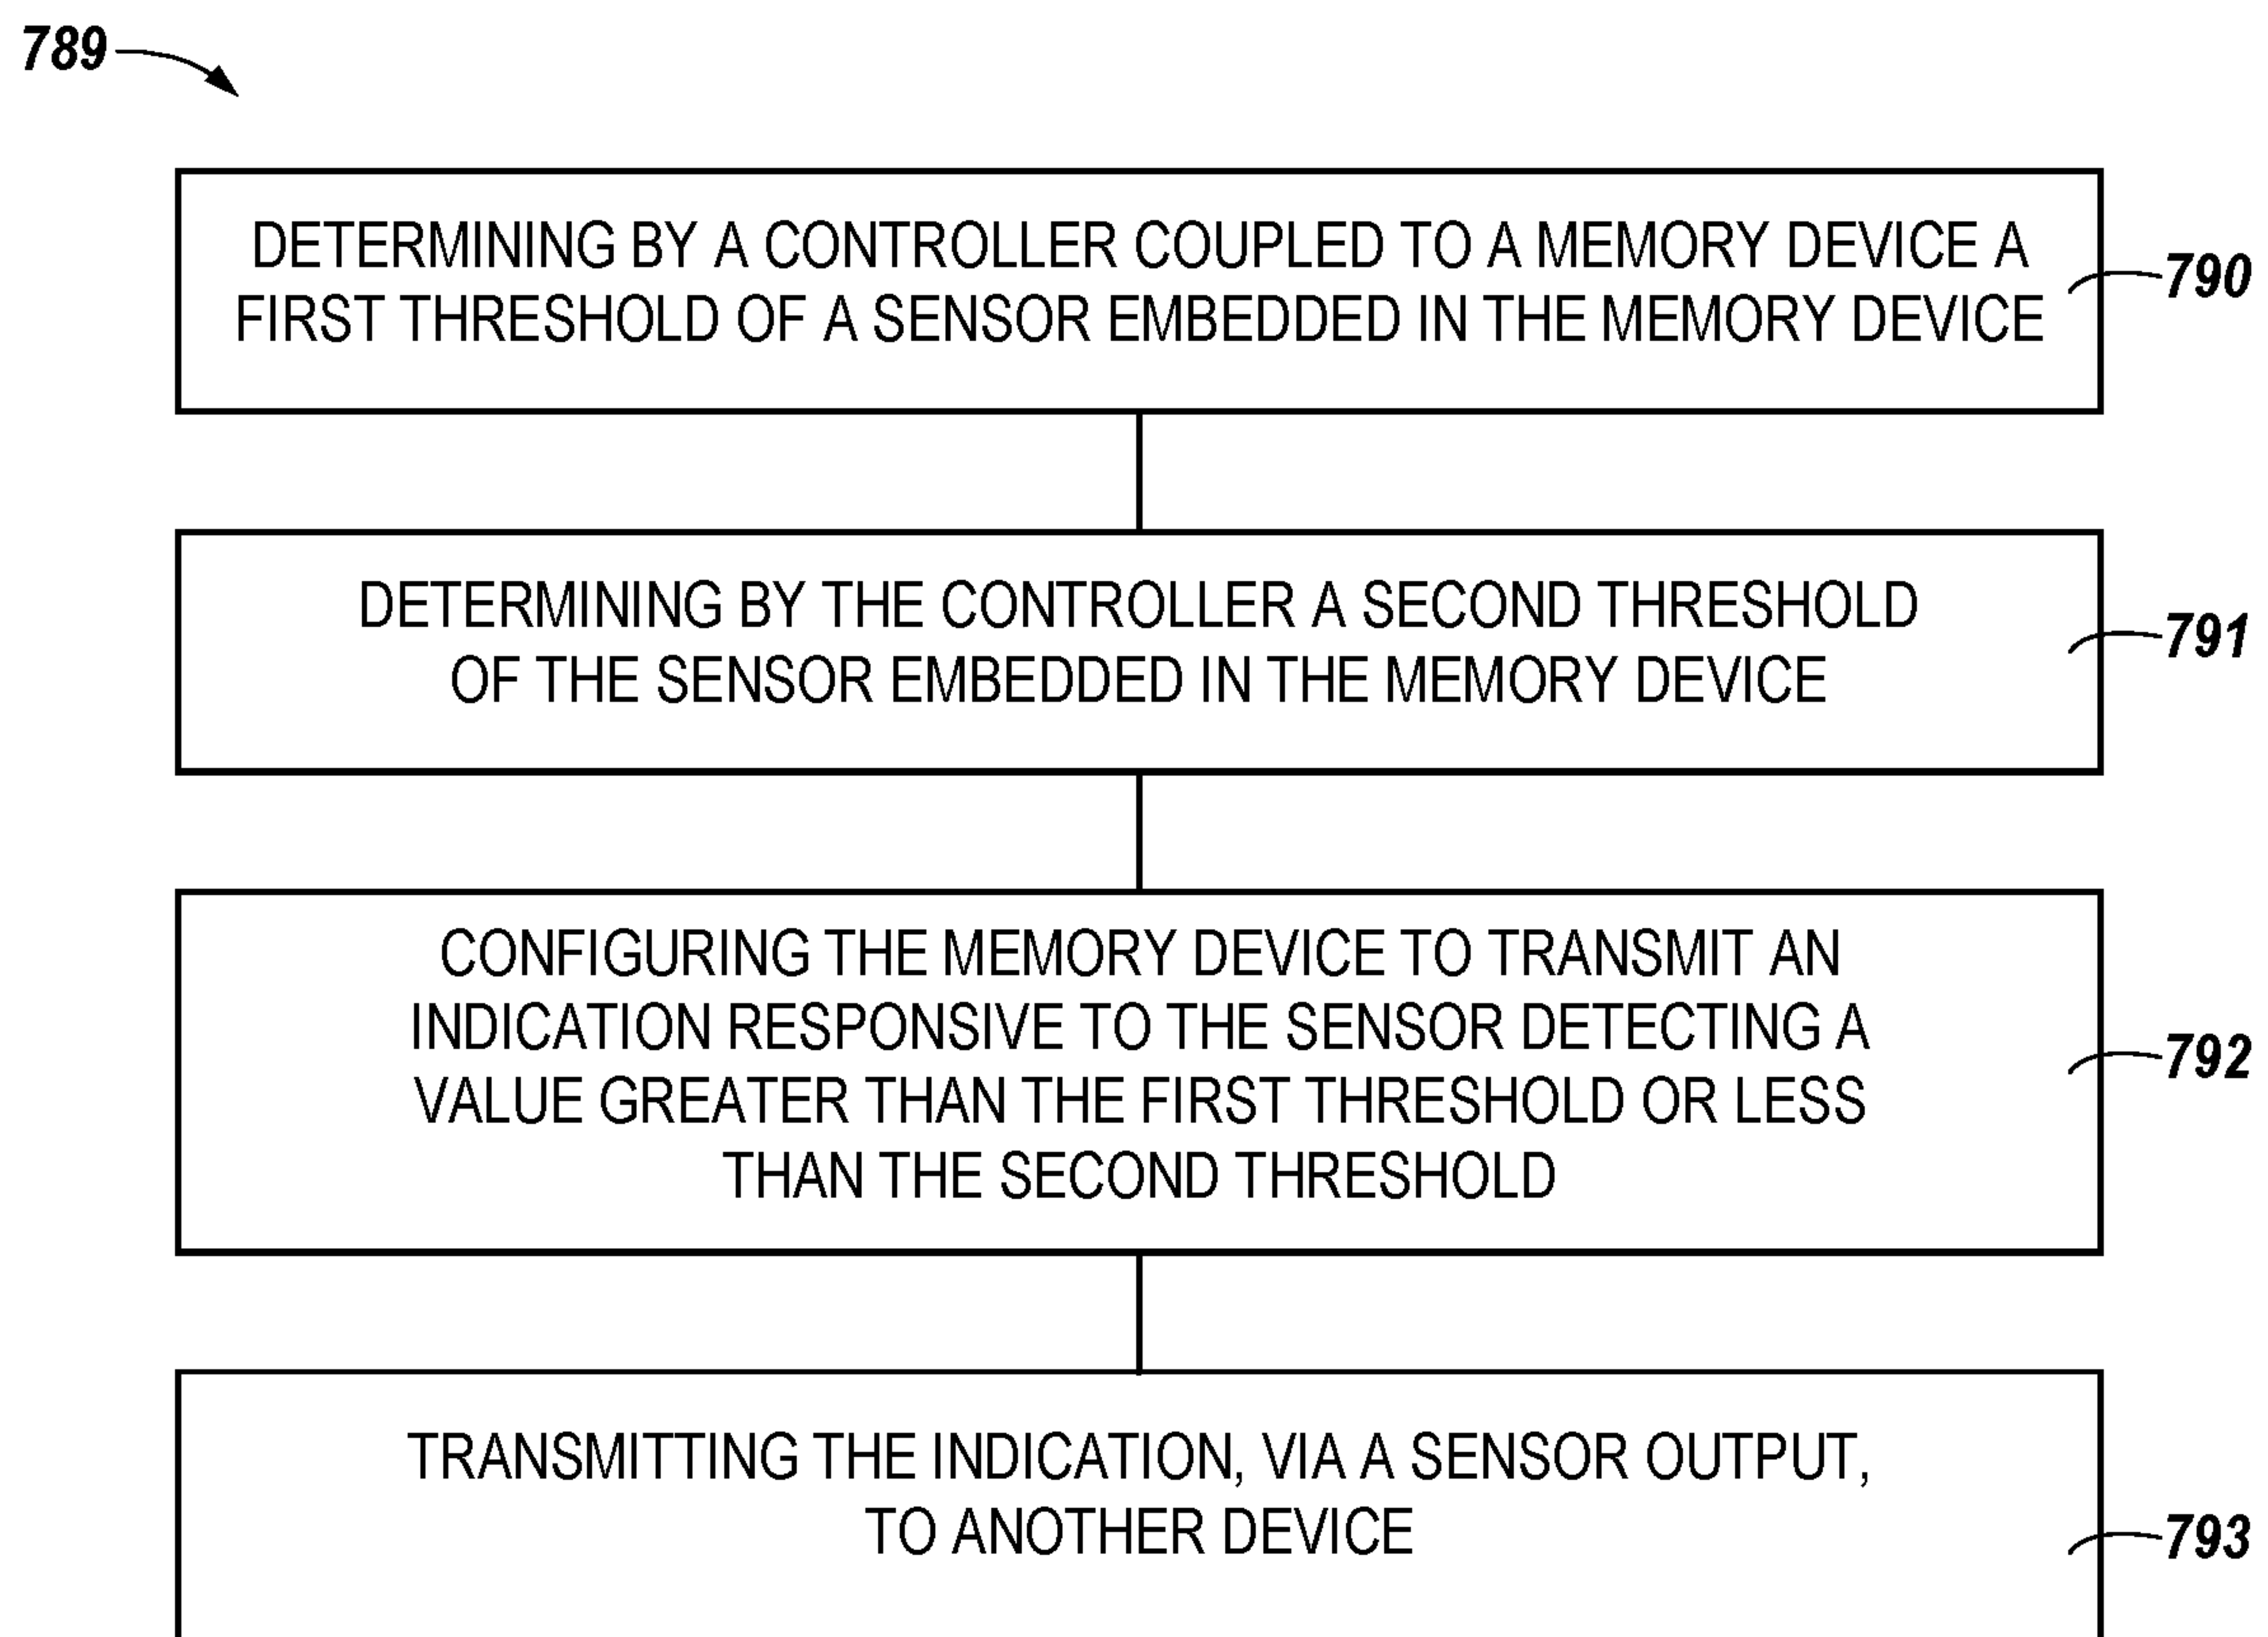 789
DETERMINING BY A CONTROLLER COUPLED TO A MEMORY DEVICE A
FIRST THRESHOLD OF A SENSOR EMBEDDED IN THE MEMORY DEVICE
790
DETERMINING BY THE CONTROLLER A SECOND THRESHOLD
OF THE SENSOR EMBEDDED IN THE MEMORY DEVICE
791
CONFIGURING THE MEMORY DEVICE TO TRANSMIT AN
INDICATION RESPONSIVE TO THE SENSOR DETECTING A
VALUE GREATER THAN THE FIRST THRESHOLD OR LESS
THAN THE SECOND THRESHOLD
792
TRANSMITTING THE INDICATION, VIA A SENSOR OUTPUT,
TO ANOTHER DEVICE
793